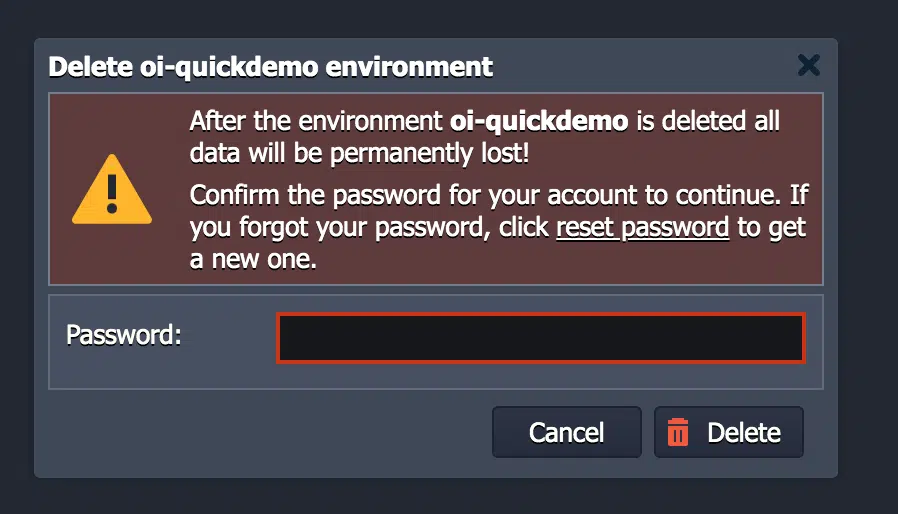 Delete oi-quickdemo environment
After the environment oi-quickdemo is deleted all
data will be permanently lost!
Confirm the password for your account to continue. If
you forgot your password, click reset password to get
a new one.
Password:
Cancel
Delete